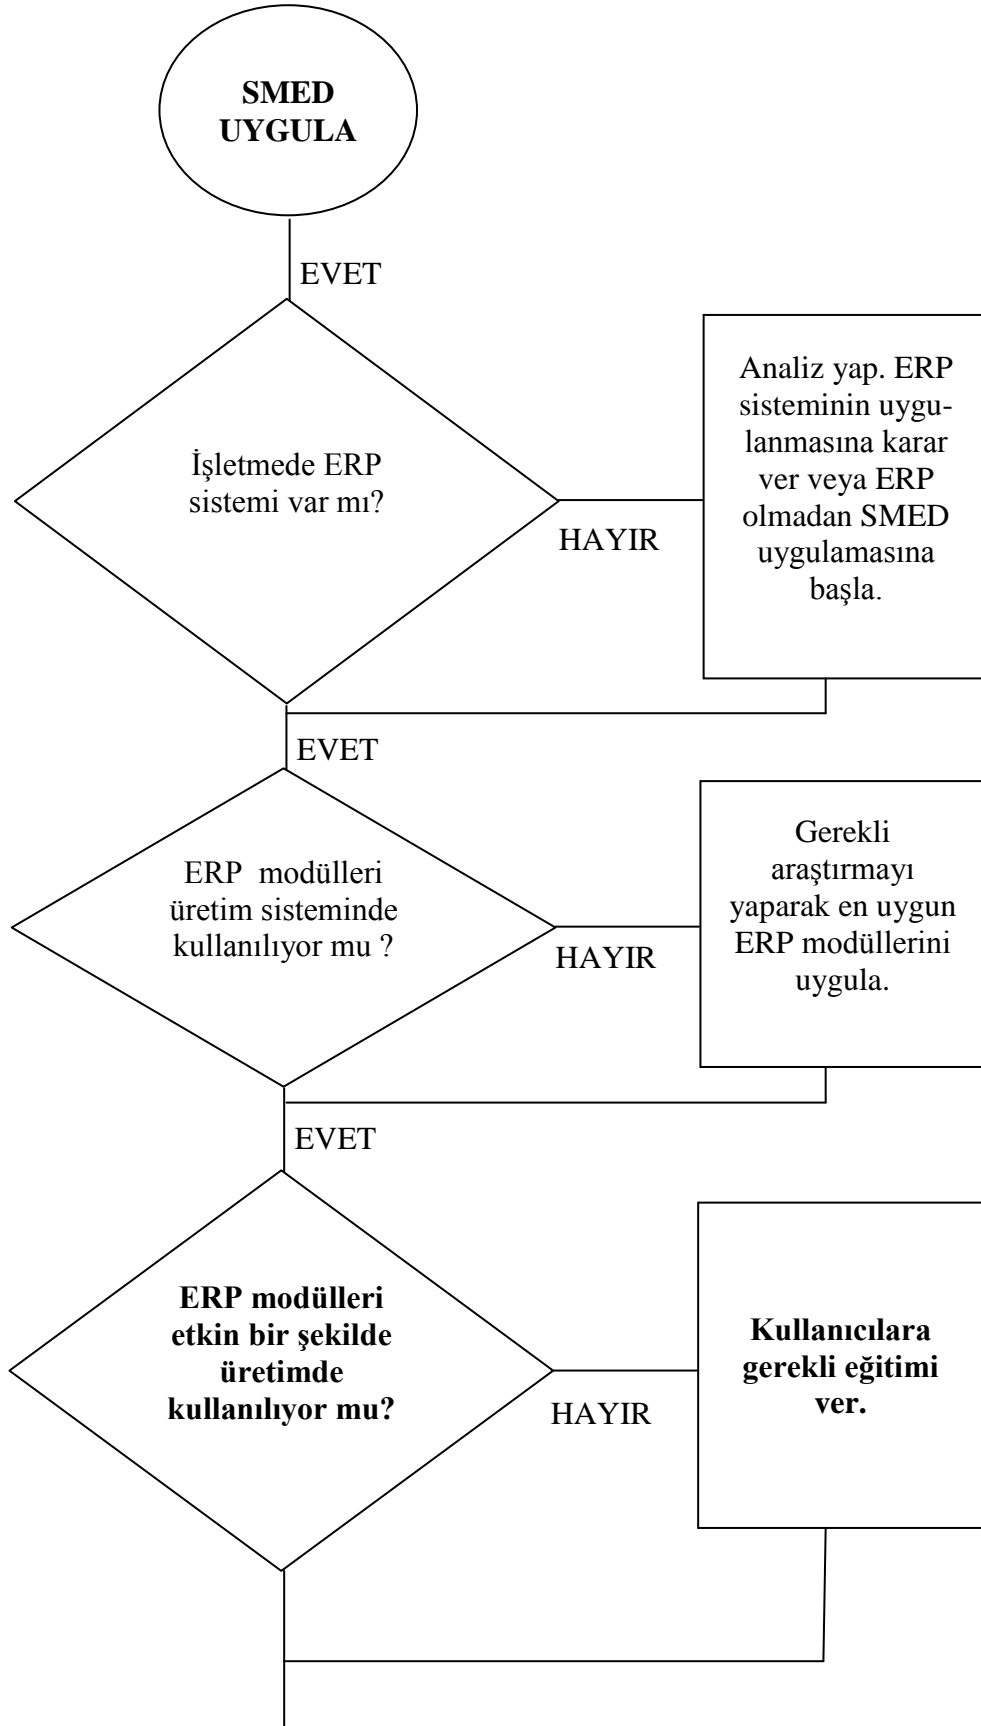 SMED
UYGULA
EVET
İşletmede ERP
sistemi var mı?
HAYIR
Analiz yap. ERP
sisteminin uygu-
lanmasına karar
ver veya ERP
olmadan SMED
uygulamasına
başla.
EVET
ERP  modülleri
üretim sisteminde
kullanılıyor mu ?
HAYIR
Gerekli
araştırmayı
yaparak en uygun
ERP modüllerini
uygula.
EVET
ERP modülleri
etkin bir şekilde
üretimde
kullanılıyor mu?
HAYIR
Kullanıcılara
gerekli eğitimi
ver.